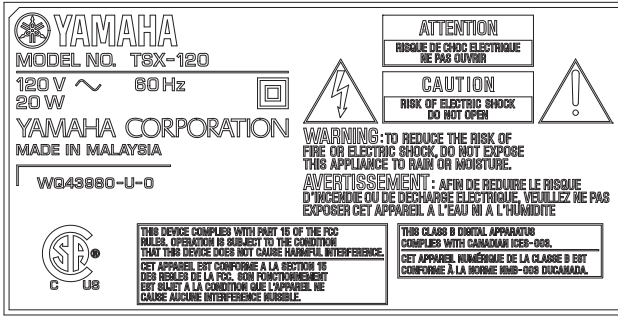 YAMAHA
MODEL NO. TSX-120
120 V ~ 60 Hz
20 W
YAMAHA CORPORATION
MADE IN MALAYSIA
WQ43980-U-0
ATTENTION
RISQUE DE CHOC ELECTRIQUE
NE PAS OUVRIR
CAUTION
RISK OF ELECTRIC SHOCK
DO NOT OPEN
WARNING: TO REDUCE THE RISK OF
FIRE OR ELECTRIC SHOCK, DO NOT EXPOSE
THIS APPLIANCE TO RAIN OR MOISTURE.
AVERTISSEMENT : AFIN DE REDUIRE LE RISQUE
D'INCENDIE OU DE DECHARGE ELECTRIQUE, VEUILLEZ NE PAS
EXPOSER CET APPAREIL A L'EAU NI A L'HUMIDITE
SA ®
C US
THIS DEVICE COMPLIES WITH PART 15 OF THE FCC
RULES. OPERATION IS SUBJECT TO THE CONDITION
THAT THIS DEVICE DOES NOT CAUSE HARMFUL INTERFERENCE.
CET APPAREIL EST CONFORME A LA SECTION 15
DES REGLES DE LA FCC. SON FONCTIONNEMENT
EST SUJET A LA CONDITION QUE L'APPAREIL NE
CAUSE AUCUNE INTERFERENCE NUISIBLE.
THIS CLASS B DIGITAL APPARATUS
COMPLIES WITH CANADIAN ICES-003.
CET APPAREIL NUMÉRIQUE DE LA CLASSE B EST
CONFORME À LA NORME NMB-003 DUCANADA.